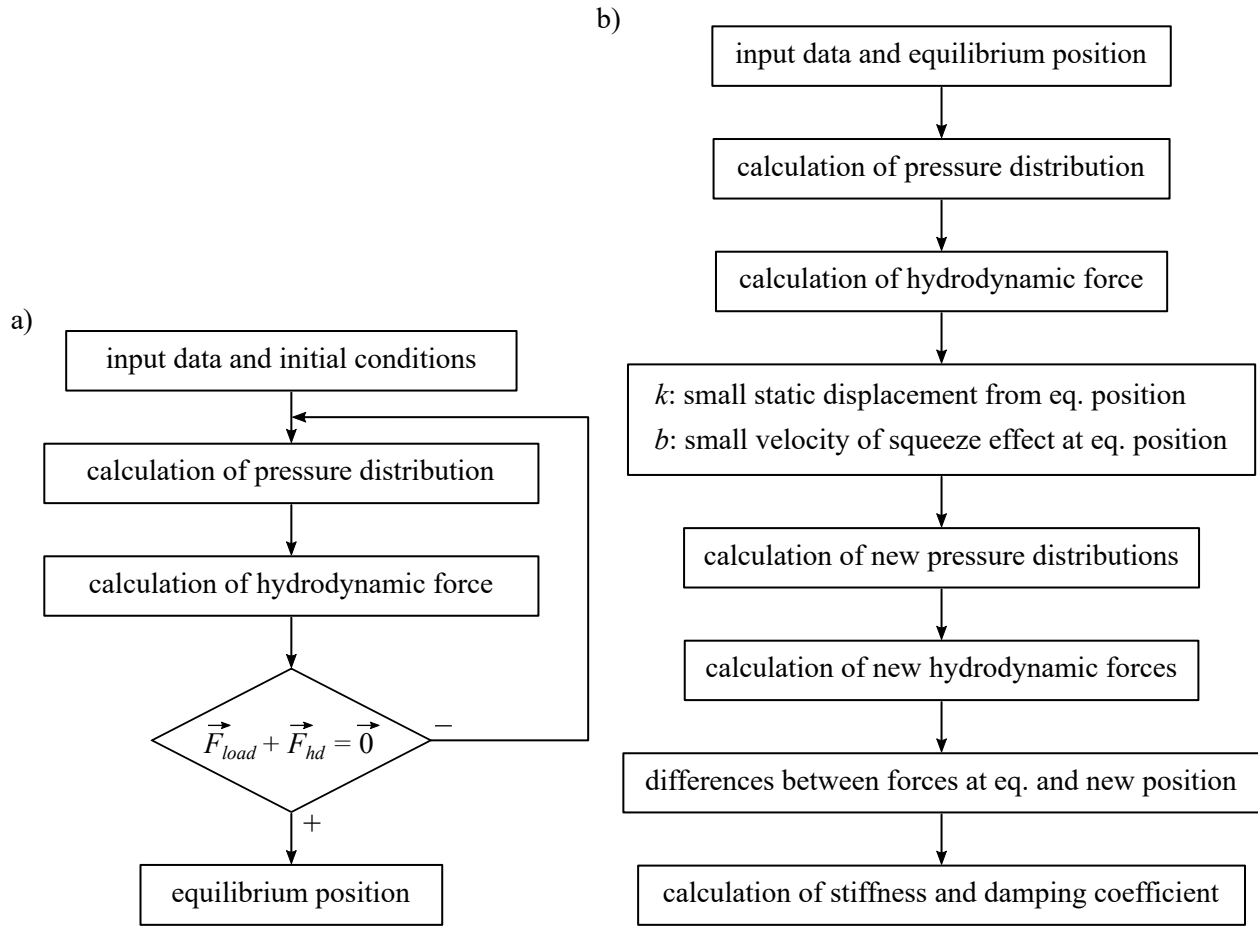 a)
input data and initial conditions
calculation of pressure distribution
calculation of hydrodynamic force
F⃗load + F⃗hd = 0⃗
−
+
equilibrium position
b)
input data and equilibrium position
calculation of pressure distribution
calculation of hydrodynamic force
k: small static displacement from eq. position
b: small velocity of squeeze effect at eq. position
calculation of new pressure distributions
calculation of new hydrodynamic forces
differences between forces at eq. and new position
calculation of stiffness and damping coefficient